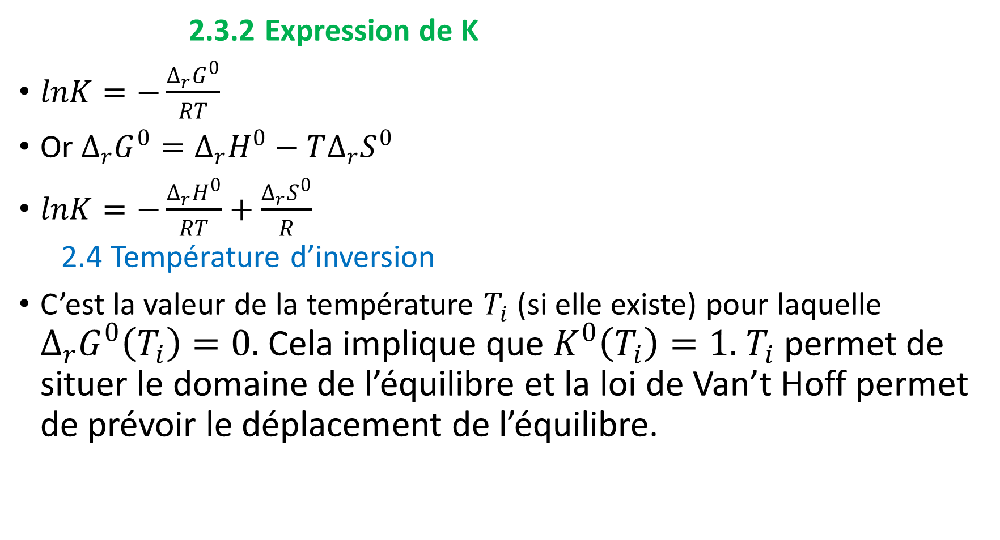 2.3.2 Expression de K
• $lnK = -\frac{\Delta_r G^0}{RT}$
• Or $\Delta_r G^0 = \Delta_r H^0 - T\Delta_r S^0$
• $lnK = -\frac{\Delta_r H^0}{RT} + \frac{\Delta_r S^0}{R}$
2.4 Température d’inversion
• C’est la valeur de la température $T_i$ (si elle existe) pour laquelle
$\Delta_r G^0(T_i) = 0$. Cela implique que $K^0(T_i) = 1$. $T_i$ permet de
situer le domaine de l’équilibre et la loi de Van’t Hoff permet
de prévoir le déplacement de l’équilibre.